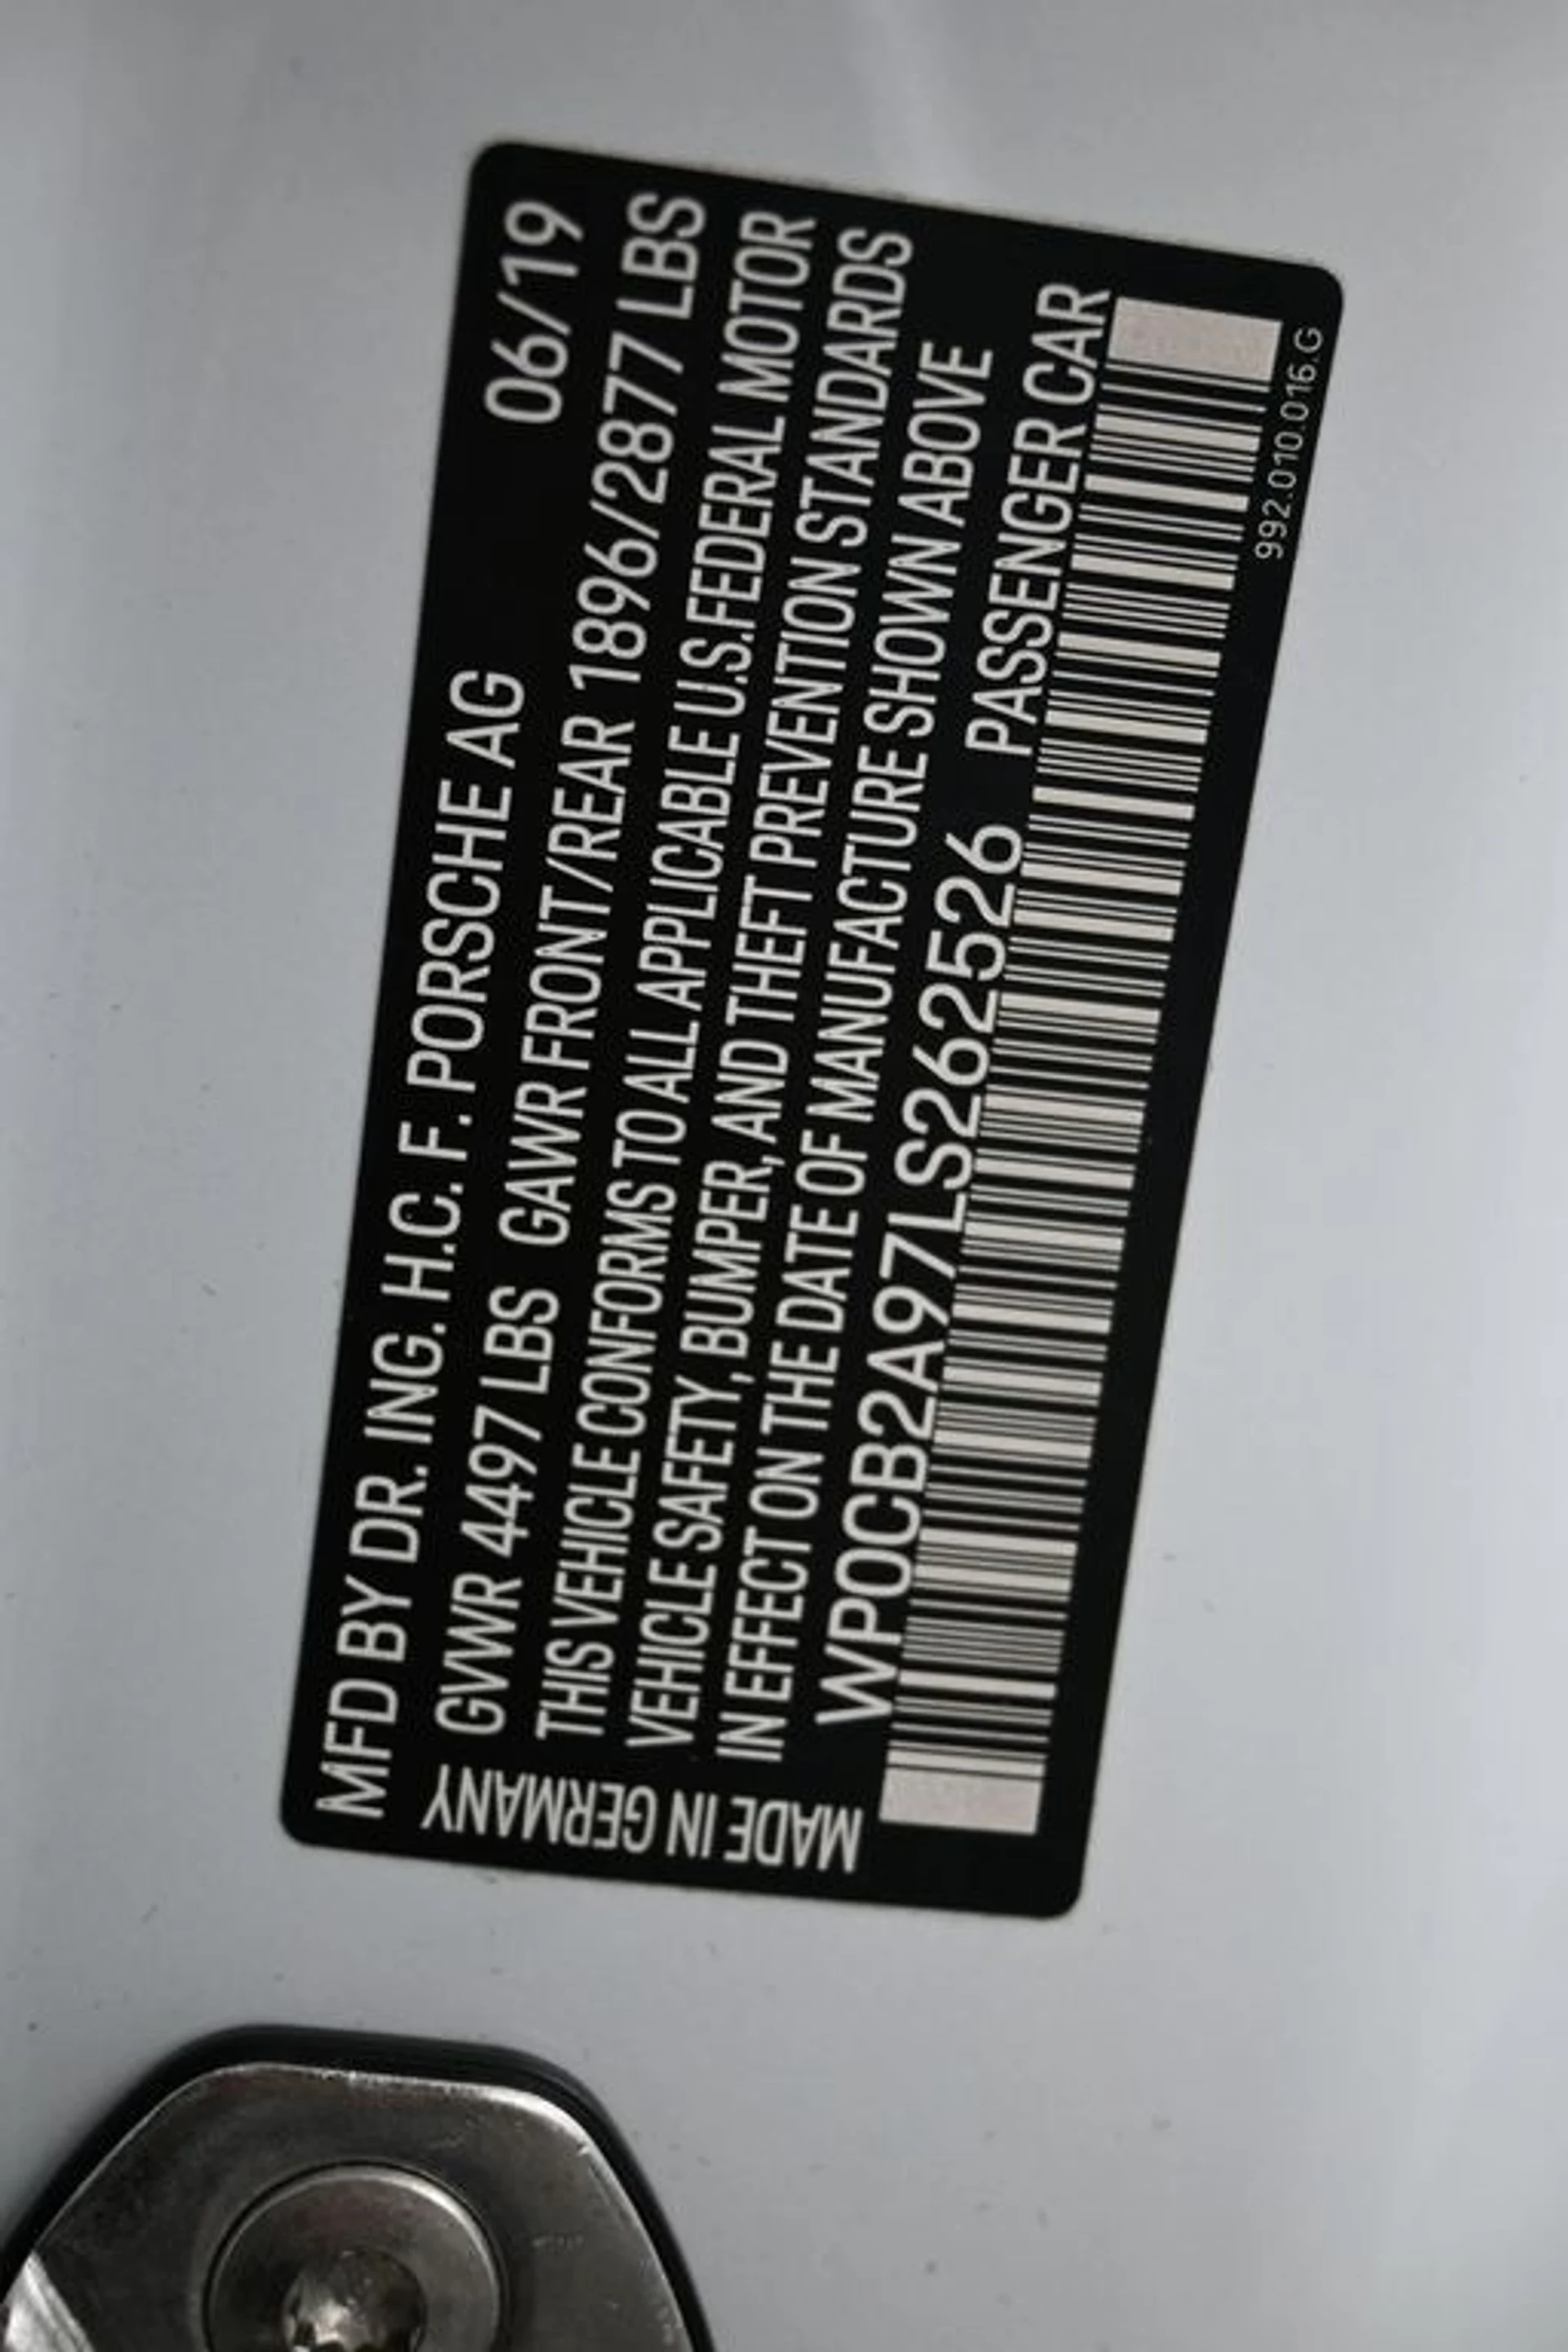 MFD BY DR. ING. H.C. F. PORSCHE AG 06/19
GVWR 4497 LBS GAWR FRONT/REAR 1896/2877 LBS
THIS VEHICLE CONFORMS TO ALL APPLICABLE U.S.FEDERAL MOTOR
VEHICLE SAFETY, BUMPER, AND THEFT PREVENTION STANDARDS
IN EFFECT ON THE DATE OF MANUFACTURE SHOWN ABOVE
WP0CB2A97LS262526 PASSENGER CAR
992.010.016.G
MADE IN GERMANY